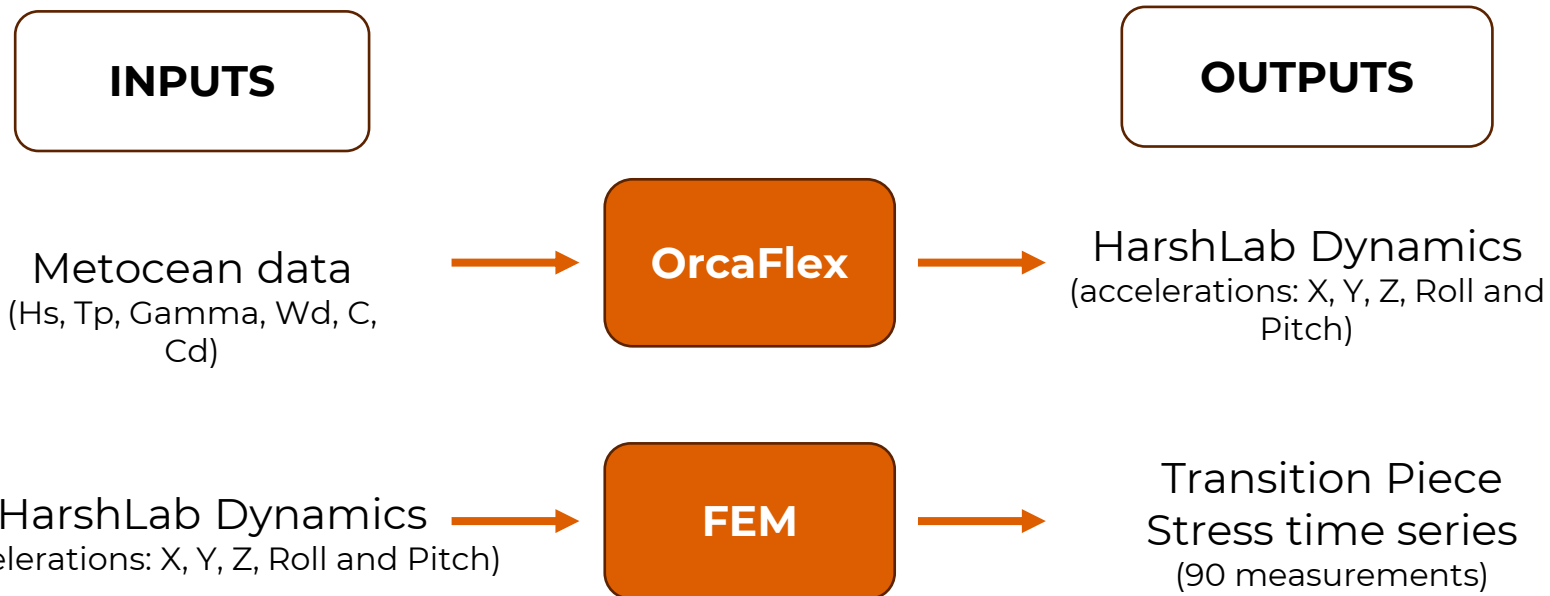 INPUTS
OUTPUTS
Metocean data
(Hs, Tp, Gamma, Wd, C,
Cd)
OrcaFlex
HarshLab Dynamics
(accelerations: X, Y, Z, Roll and
Pitch)
HarshLab Dynamics
elerations: X, Y, Z, Roll and Pitch)
FEM
Transition Piece
Stress time series
(90 measurements)